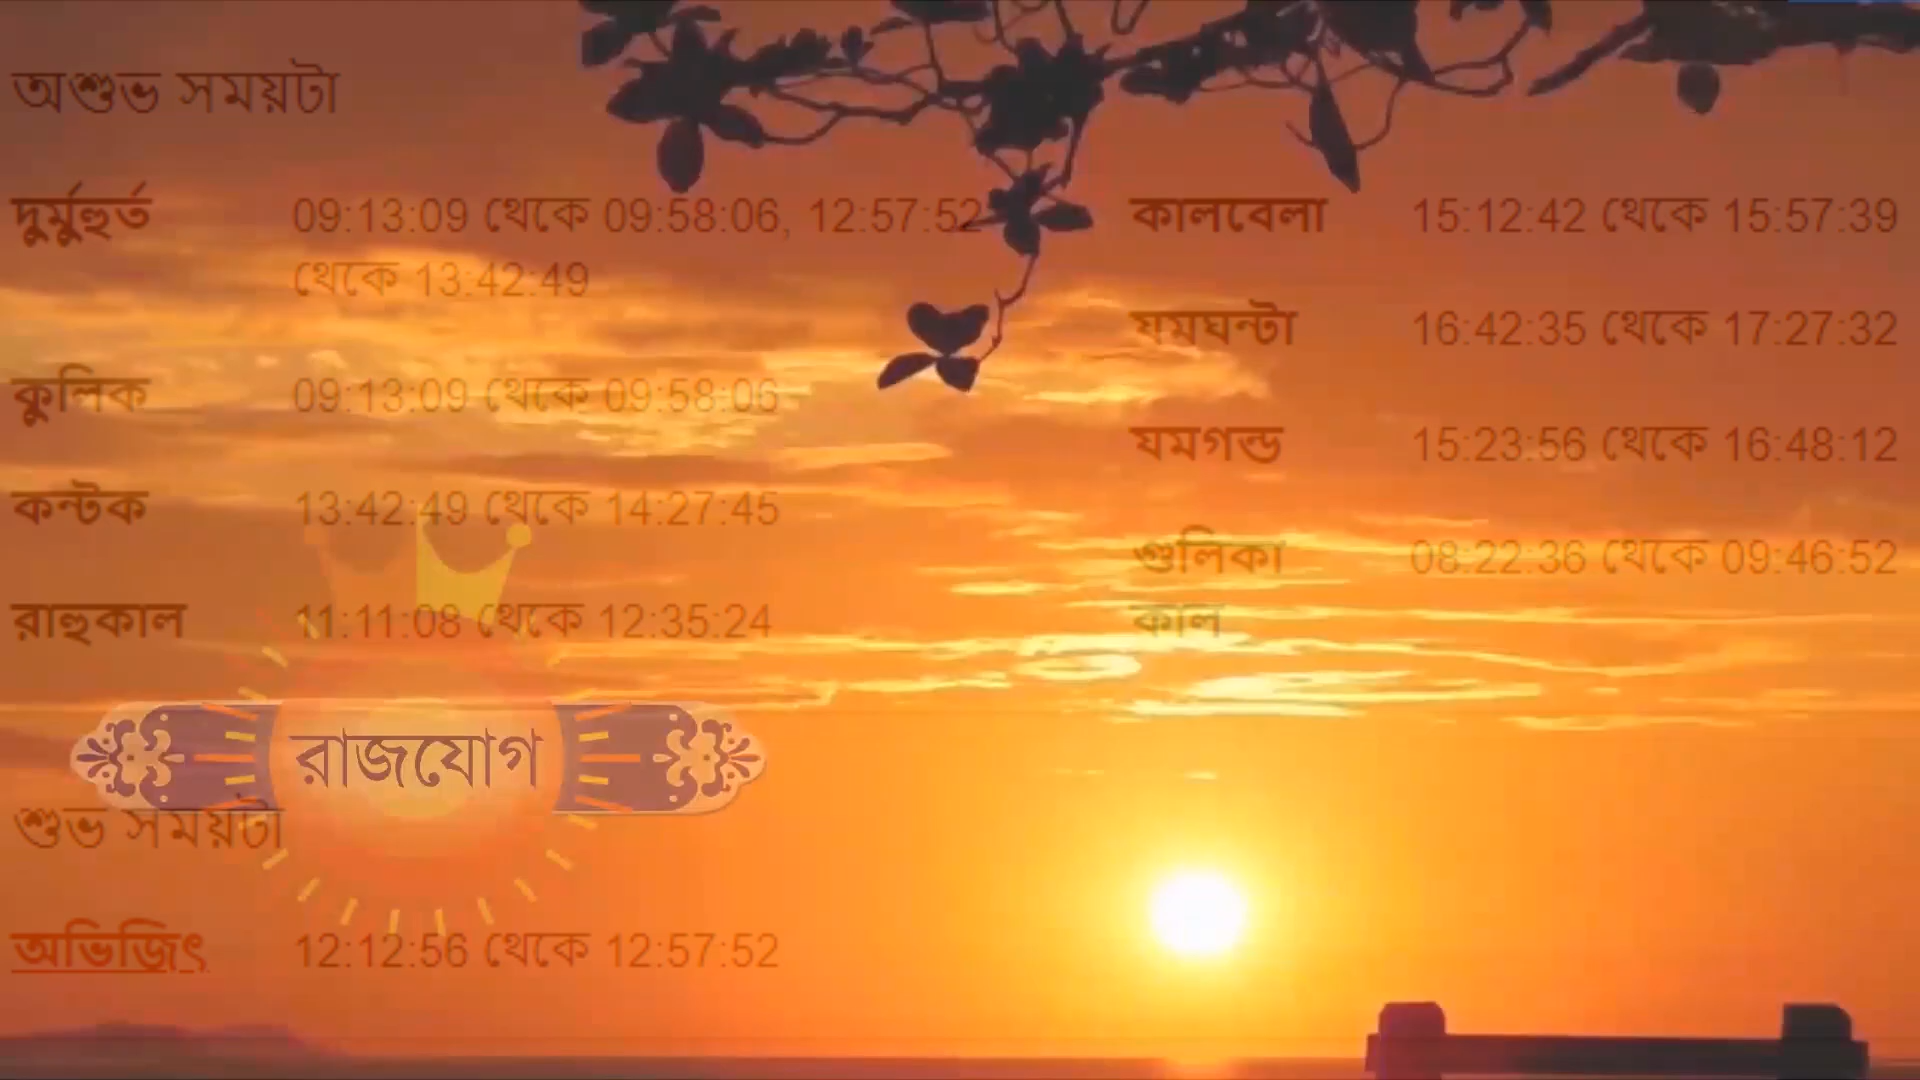 অশুভ সময়টা
দুর্মুহুর্ত 09:13:09 থেকে 09:58:06, 12:57:52
থেকে 13:42:49
কালবেলা 15:12:42 থেকে 15:57:39
কুলিক 09:13:09 থেকে 09:58:06
যমঘন্টা 16:42:35 থেকে 17:27:32
কন্টক 13:42:49 থেকে 14:27:45
যমগন্ড 15:23:56 থেকে 16:48:12
রাহুকাল 11:11:08 থেকে 12:35:24
গুলিকা 08:22:36 থেকে 09:46:52
কাল
রাজযোগ
শুভ সময়টা
অভিজিৎ 12:12:56 থেকে 12:57:52